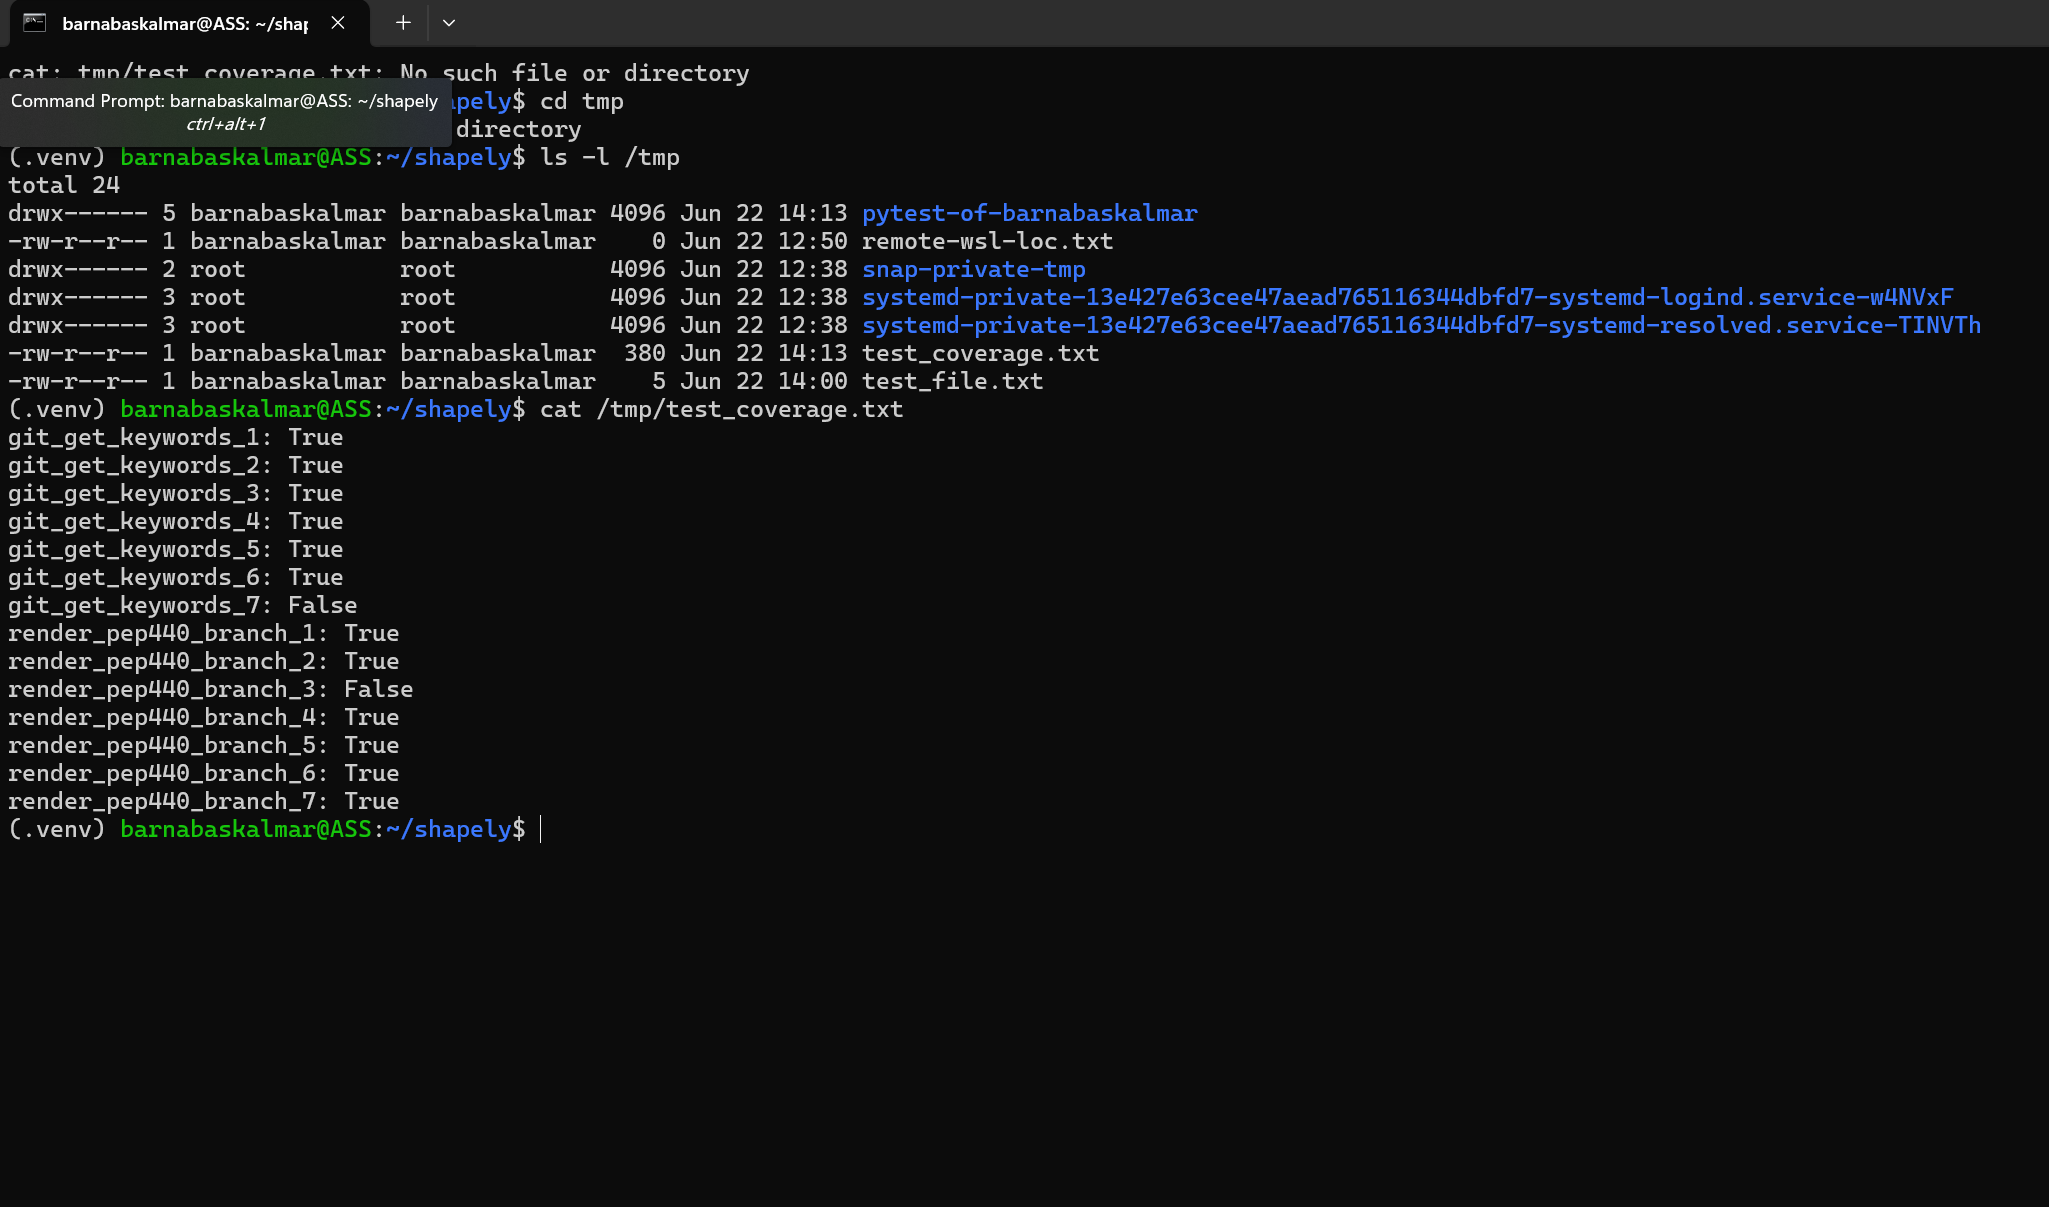 barnabaskalmar@ASS: ~/shap
cat: tmp/test_coverage.txt: No such file or directory
Command Prompt: barnabaskalmar@ASS: ~/shapely
ctrl+alt+1
apely$ cd tmp
directory
(.venv) barnabaskalmar@ASS:~/shapely$ ls -l /tmp
total 24
drwx------ 5 barnabaskalmar barnabaskalmar 4096 Jun 22 14:13 pytest-of-barnabaskalmar
-rw-r--r-- 1 barnabaskalmar barnabaskalmar    0 Jun 22 12:50 remote-wsl-loc.txt
drwx------ 2 root           root           4096 Jun 22 12:38 snap-private-tmp
drwx------ 3 root           root           4096 Jun 22 12:38 systemd-private-13e427e63cee47aead765116344dbfd7-systemd-logind.service-w4NVxF
drwx------ 3 root           root           4096 Jun 22 12:38 systemd-private-13e427e63cee47aead765116344dbfd7-systemd-resolved.service-TINVTh
-rw-r--r-- 1 barnabaskalmar barnabaskalmar  380 Jun 22 14:13 test_coverage.txt
-rw-r--r-- 1 barnabaskalmar barnabaskalmar    5 Jun 22 14:00 test_file.txt
(.venv) barnabaskalmar@ASS:~/shapely$ cat /tmp/test_coverage.txt
git_get_keywords_1: True
git_get_keywords_2: True
git_get_keywords_3: True
git_get_keywords_4: True
git_get_keywords_5: True
git_get_keywords_6: True
git_get_keywords_7: False
render_pep440_branch_1: True
render_pep440_branch_2: True
render_pep440_branch_3: False
render_pep440_branch_4: True
render_pep440_branch_5: True
render_pep440_branch_6: True
render_pep440_branch_7: True
(.venv) barnabaskalmar@ASS:~/shapely$